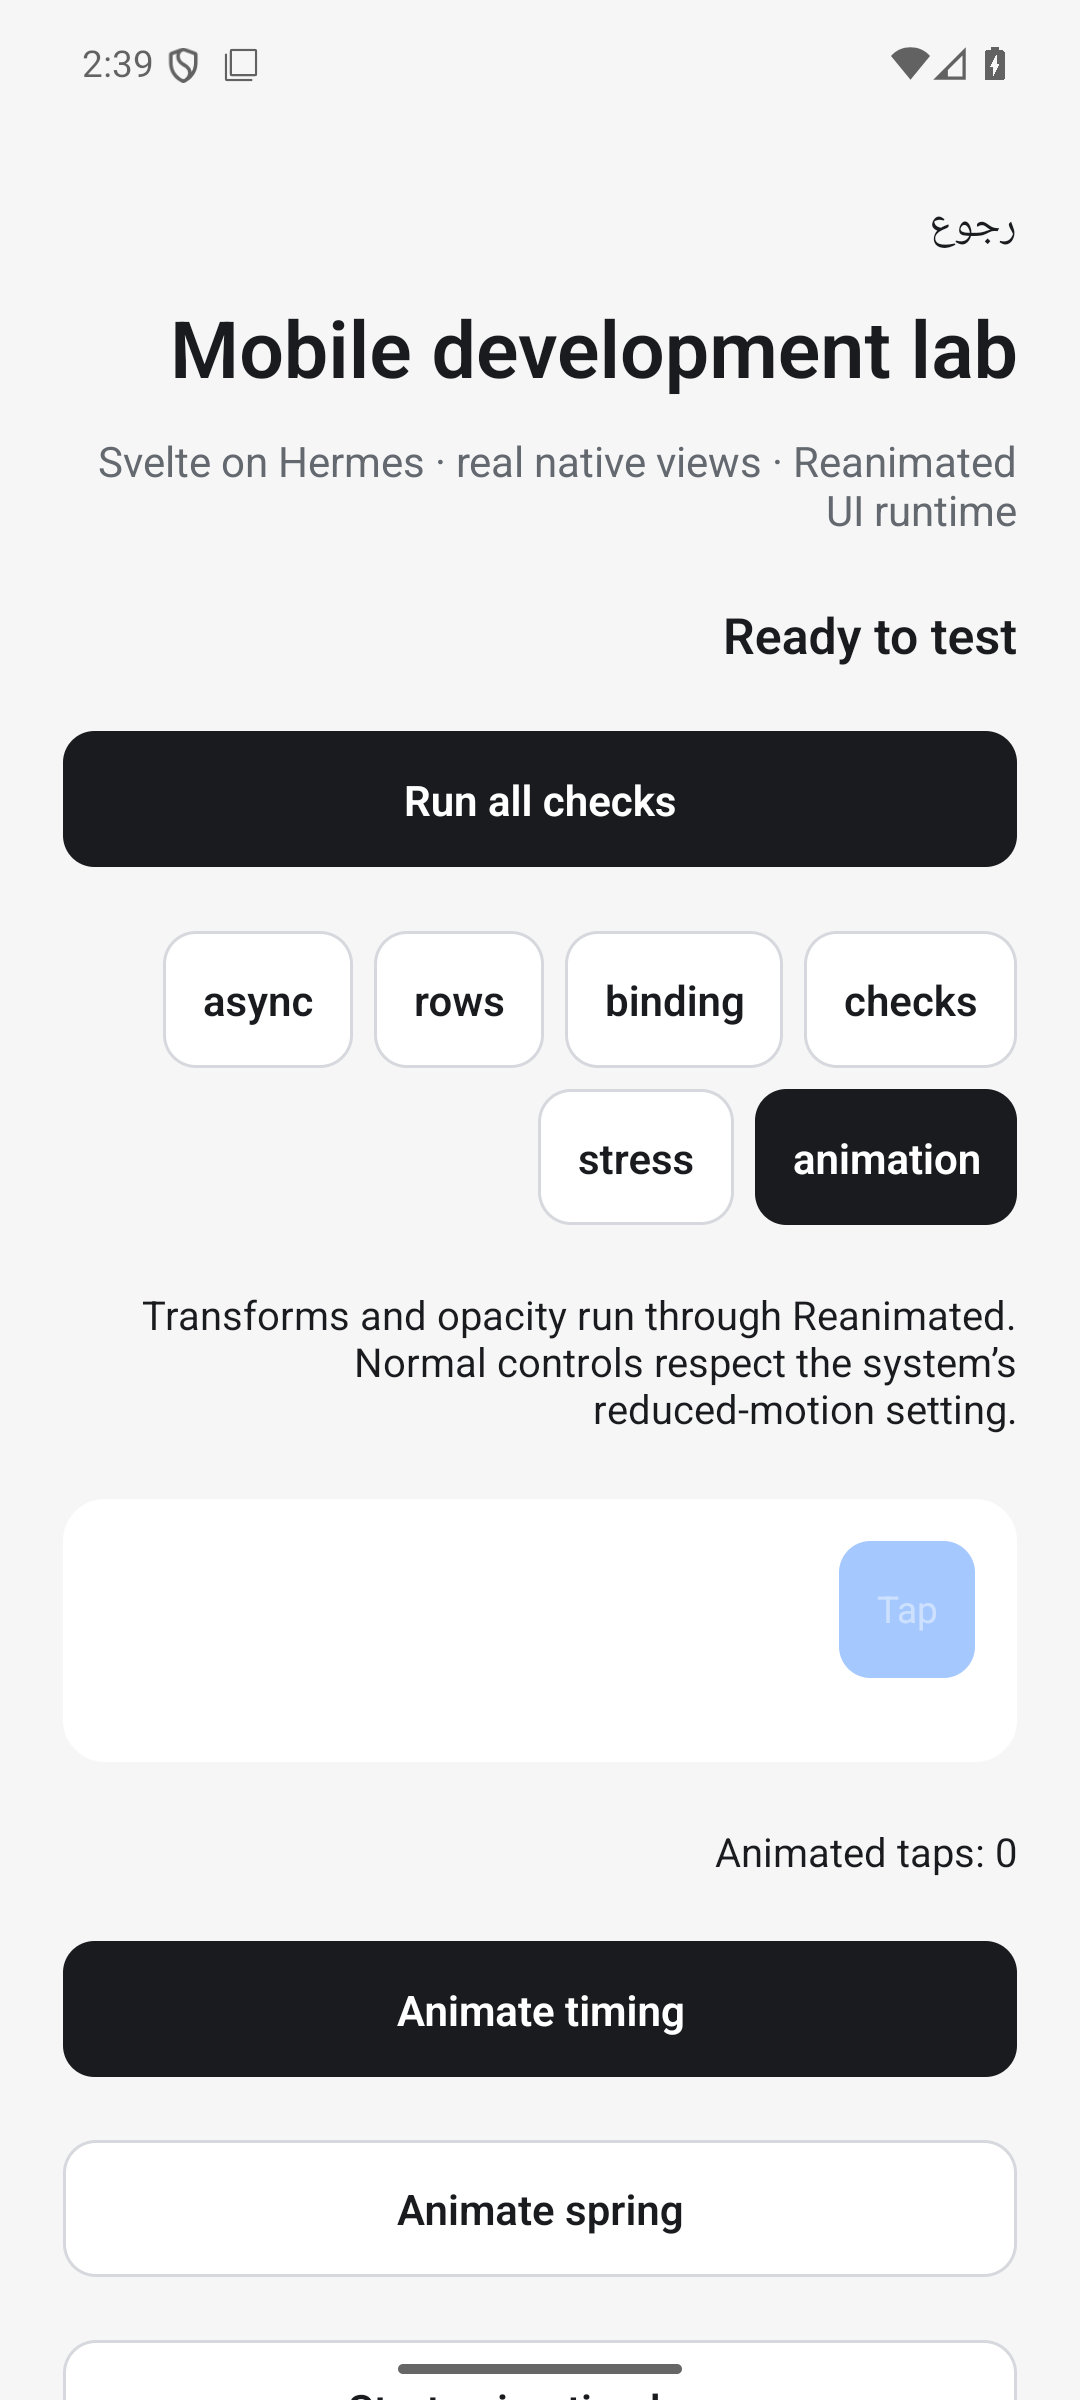 2:39
رجوع
Mobile development lab
Svelte on Hermes · real native views · Reanimated
UI runtime
Ready to test
Run all checks
async rows binding checks
stress animation
Transforms and opacity run through Reanimated.
Normal controls respect the system’s
reduced-motion setting.
Tap
Animated taps: 0
Animate timing
Animate spring